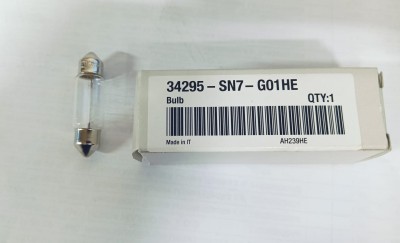 34295-SN7-G01HE
Bulb QTY:1
Made in IT AH239HE